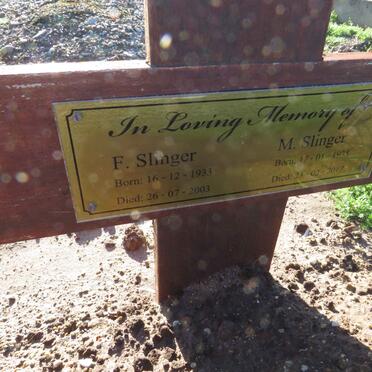 In Loving Memory of
F. Slinger M. Slinger
Born: 16-12-1933 Born:
Died: 26-07-2003 Died: